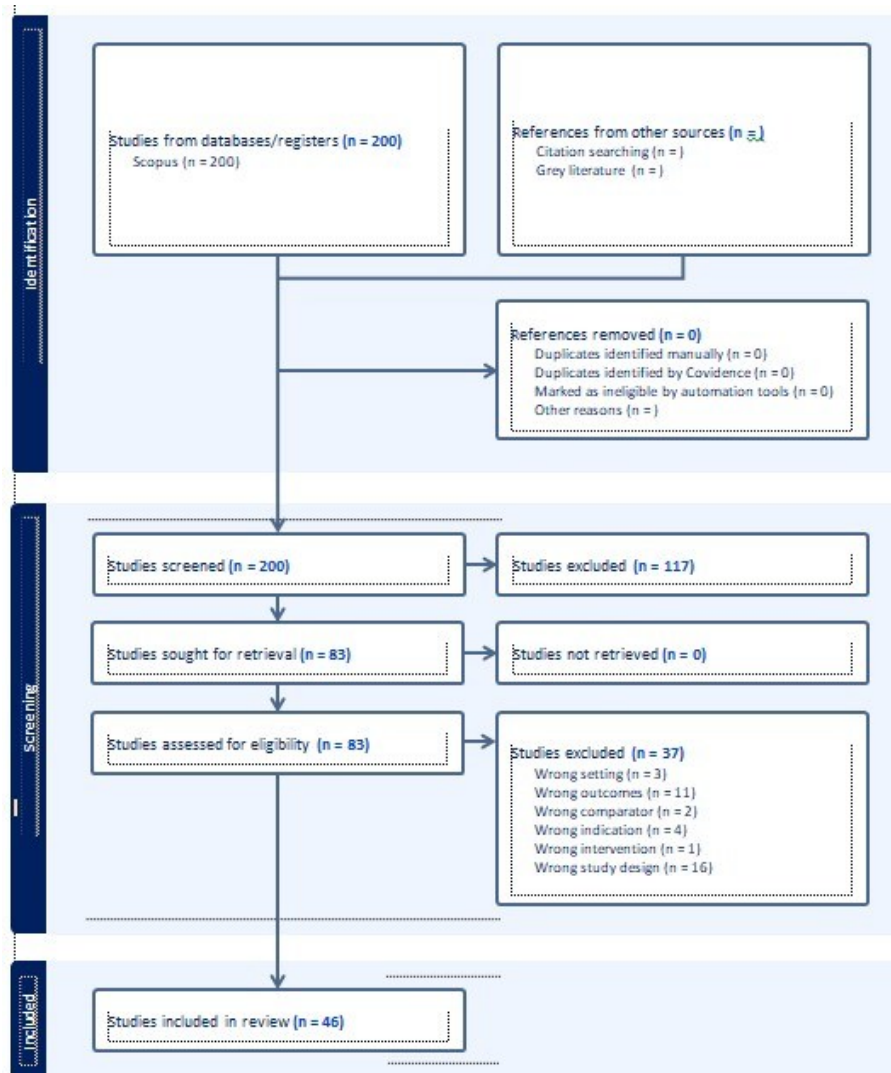 Identification
Studies from databases/registers (n = 200)
Scopus (n = 200)
References from other sources (n = )
Citation searching (n = )
Grey literature (n = )
References removed (n = 0)
Duplicates identified manually (n = 0)
Duplicates identified by Covidence (n = 0)
Marked as ineligible by automation tools (n = 0)
Other reasons (n = )
Screening
Studies screened (n = 200)
Studies excluded (n = 117)
Studies sought for retrieval (n = 83)
Studies not retrieved (n = 0)
Studies assessed for eligibility (n = 83)
Studies excluded (n = 37)
Wrong setting (n = 3)
Wrong outcomes (n = 11)
Wrong comparator (n = 2)
Wrong indication (n = 4)
Wrong intervention (n = 1)
Wrong study design (n = 16)
Included
Studies included in review (n = 46)